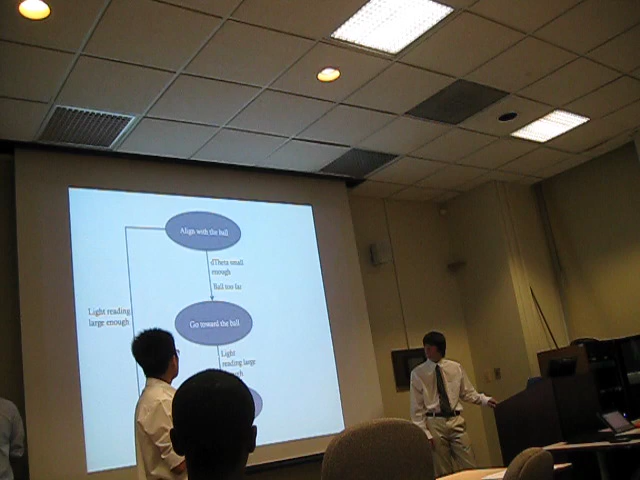 Align with the ball
dTheta small
enough
Ball too far
Light reading
large enough
Go toward the ball
Light
reading large